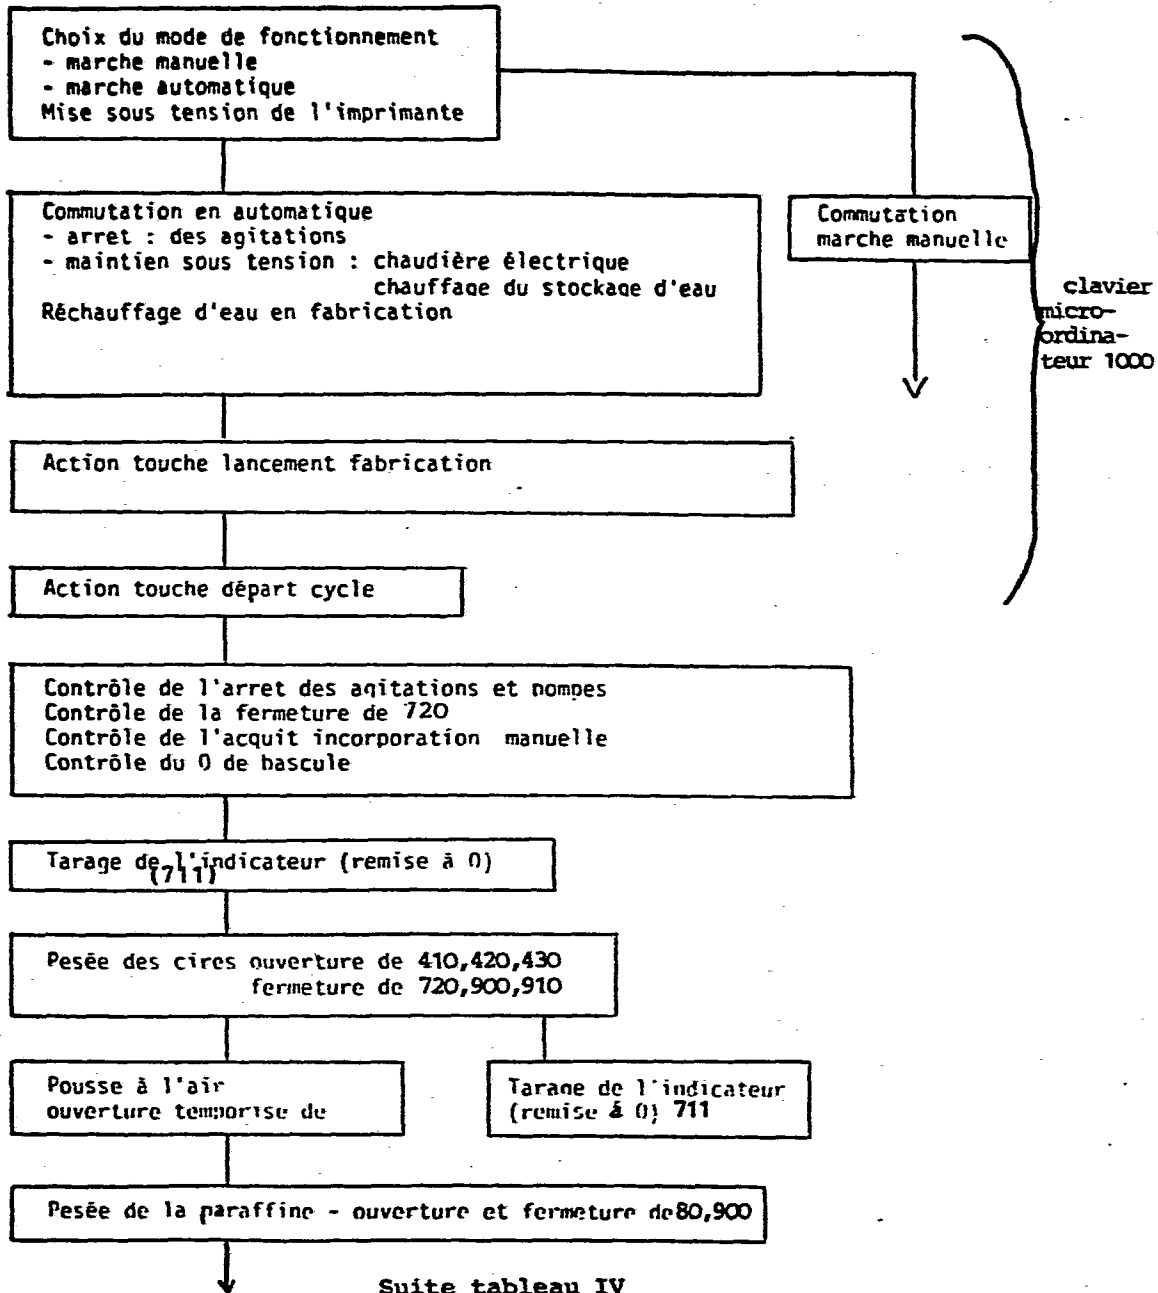 Choix du mode de fonctionnement
- marche manuelle
- marche automatique
Mise sous tension de l'imprimante
Commutation en automatique
- arret : des agitations
- maintien sous tension : chaudière électrique
chauffage du stockage d'eau
Réchauffage d'eau en fabrication
Commutation
marche manuelle
clavier
micro-
ordina-
teur 1000
Action touche lancement fabrication
Action touche départ cycle
Contrôle de l'arret des agitations et pompes
Contrôle de la fermeture de 720
Contrôle de l'acquit incorporation manuelle
Contrôle du 0 de bascule
Tarage de l'indicateur (remise à 0)
(711)
Pesée des cires ouverture de 410,420,430
fermeture de 720,900,910
Pousse à l'air
ouverture temporise de
Tarage de l'indicateur
(remise à 0) 711
Pesée de la paraffine - ouverture et fermeture de 80,900
Suite tableau IV